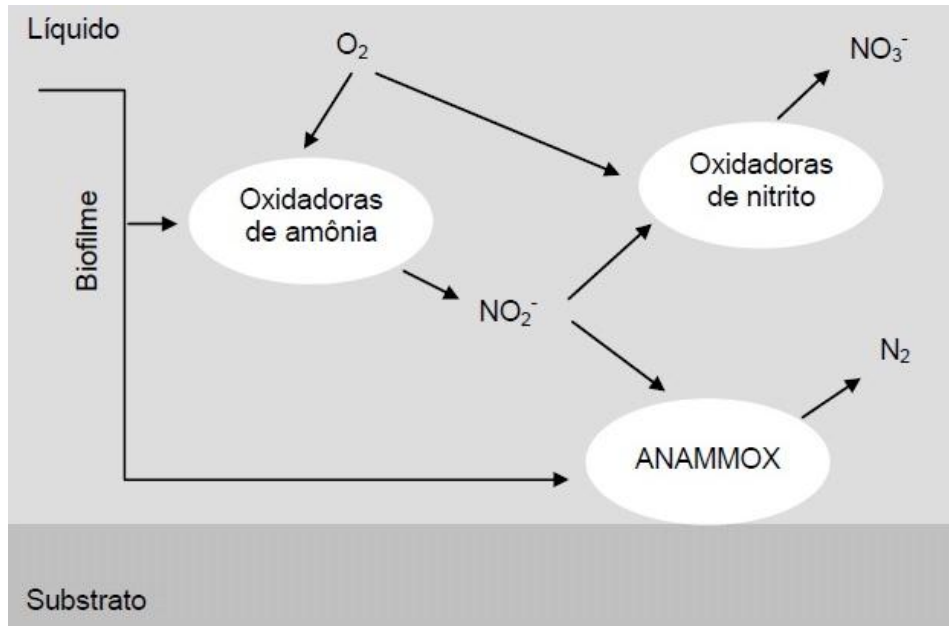 Líquido
O₂
NO₃⁻
Oxidadoras
de amônia
Oxidadoras
de nitrito
Biofilme
NO₂⁻
N₂
ANAMMOX
Substrato